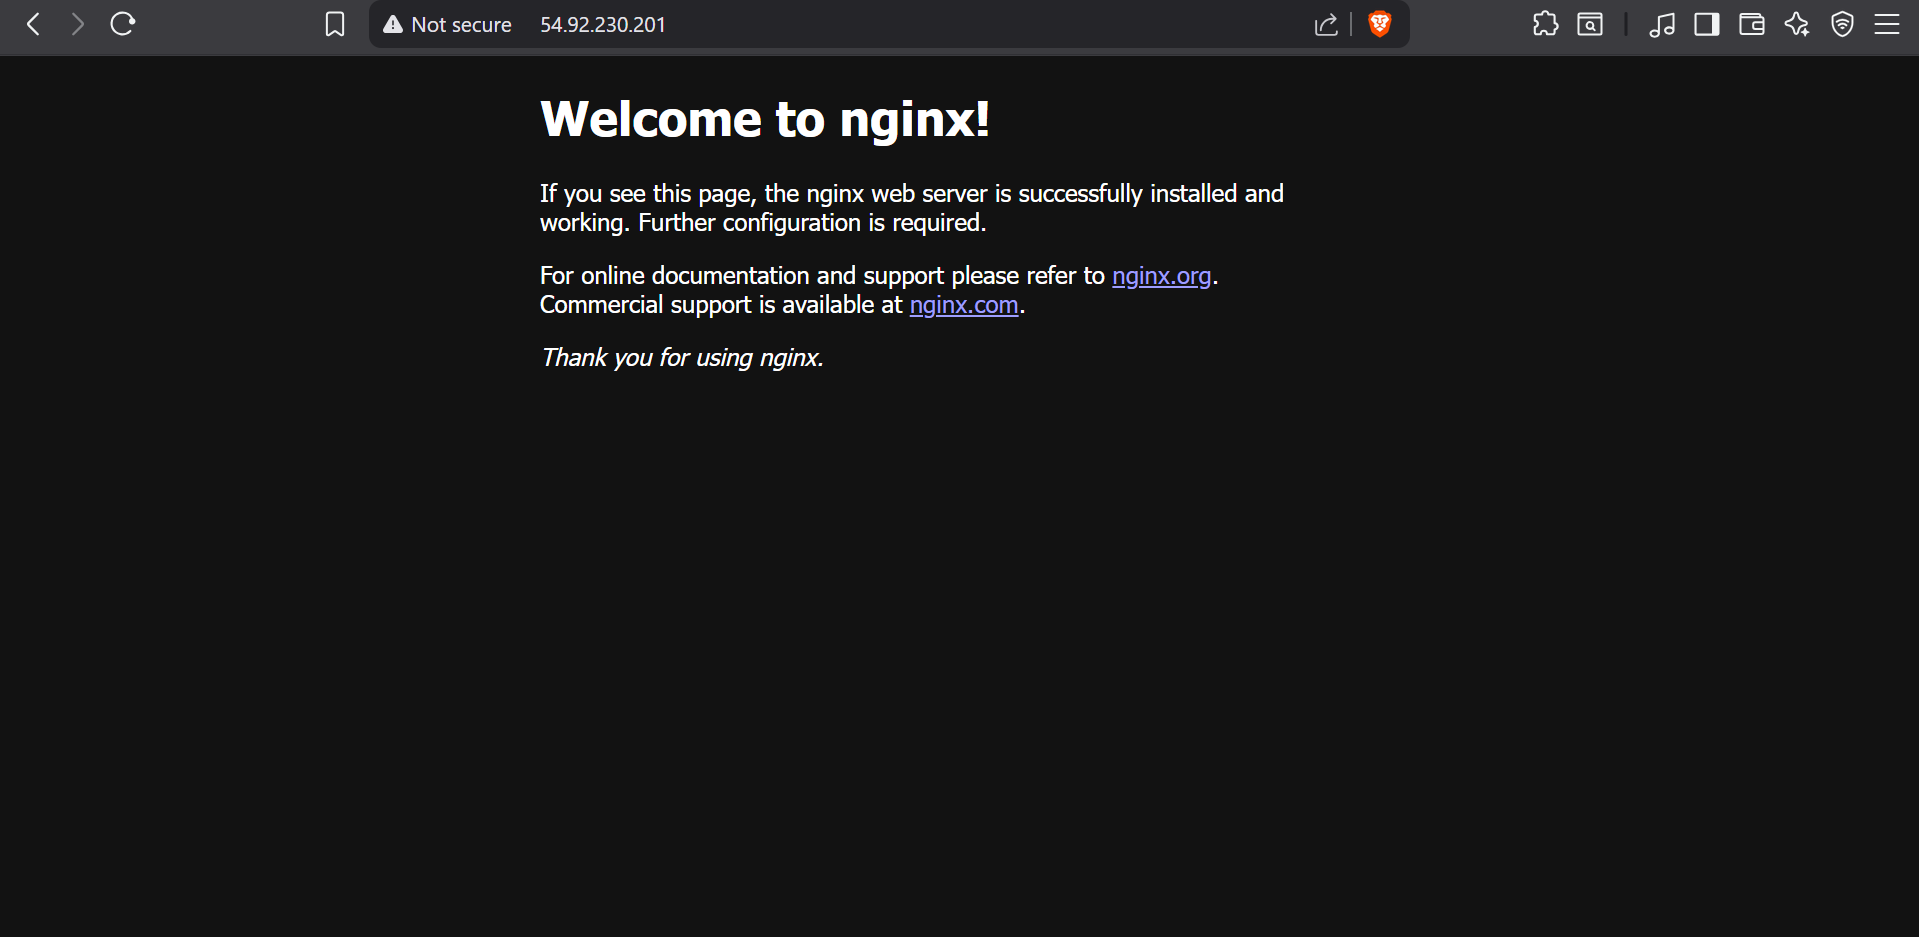 Not secure 54.92.230.201
Welcome to nginx!
If you see this page, the nginx web server is successfully installed and
working. Further configuration is required.
For online documentation and support please refer to nginx.org.
Commercial support is available at nginx.com.
Thank you for using nginx.